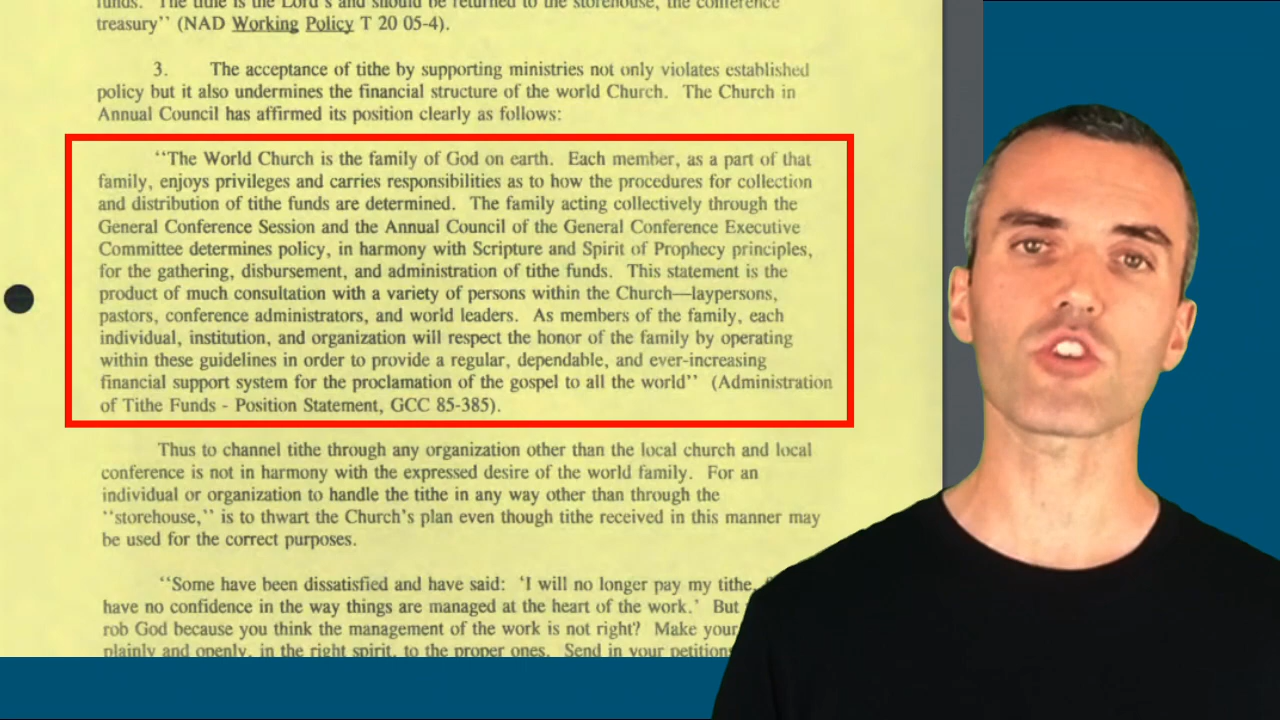 funds. The title is the Lord's and should be returned to the storehouse, the conference
treasury'' (NAD Working Policy T 20 05-4).
3. The acceptance of tithe by supporting ministries not only violates established
policy but it also undermines the financial structure of the world Church. The Church in
Annual Council has affirmed its position clearly as follows:
''The World Church is the family of God on earth. Each member, as a part of that
family, enjoys privileges and carries responsibilities as to how the procedures for collection
and distribution of tithe funds are determined. The family acting collectively through the
General Conference Session and the Annual Council of the General Conference Executive
Committee determines policy, in harmony with Scripture and Spirit of Prophecy principles,
for the gathering, disbursement, and administration of tithe funds. This statement is the
product of much consultation with a variety of persons within the Church—laypersons,
pastors, conference administrators, and world leaders. As members of the family, each
individual, institution, and organization will respect the honor of the family by operating
within these guidelines in order to provide a regular, dependable, and ever-increasing
financial support system for the proclamation of the gospel to all the world'' (Administration
of Tithe Funds - Position Statement, GCC 85-385).
Thus to channel tithe through any organization other than the local church and local
conference is not in harmony with the expressed desire of the world family. For an
individual or organization to handle the tithe in any way other than through the
''storehouse,'' is to thwart the Church's plan even though tithe received in this manner may
be used for the correct purposes.
''Some have been dissatisfied and have said: 'I will no longer pay my tithe,
have no confidence in the way things are managed at the heart of the work.' But
rob God because you think the management of the work is not right? Make your
plainly and openly, in the right spirit, to the proper ones. Send in your petitions